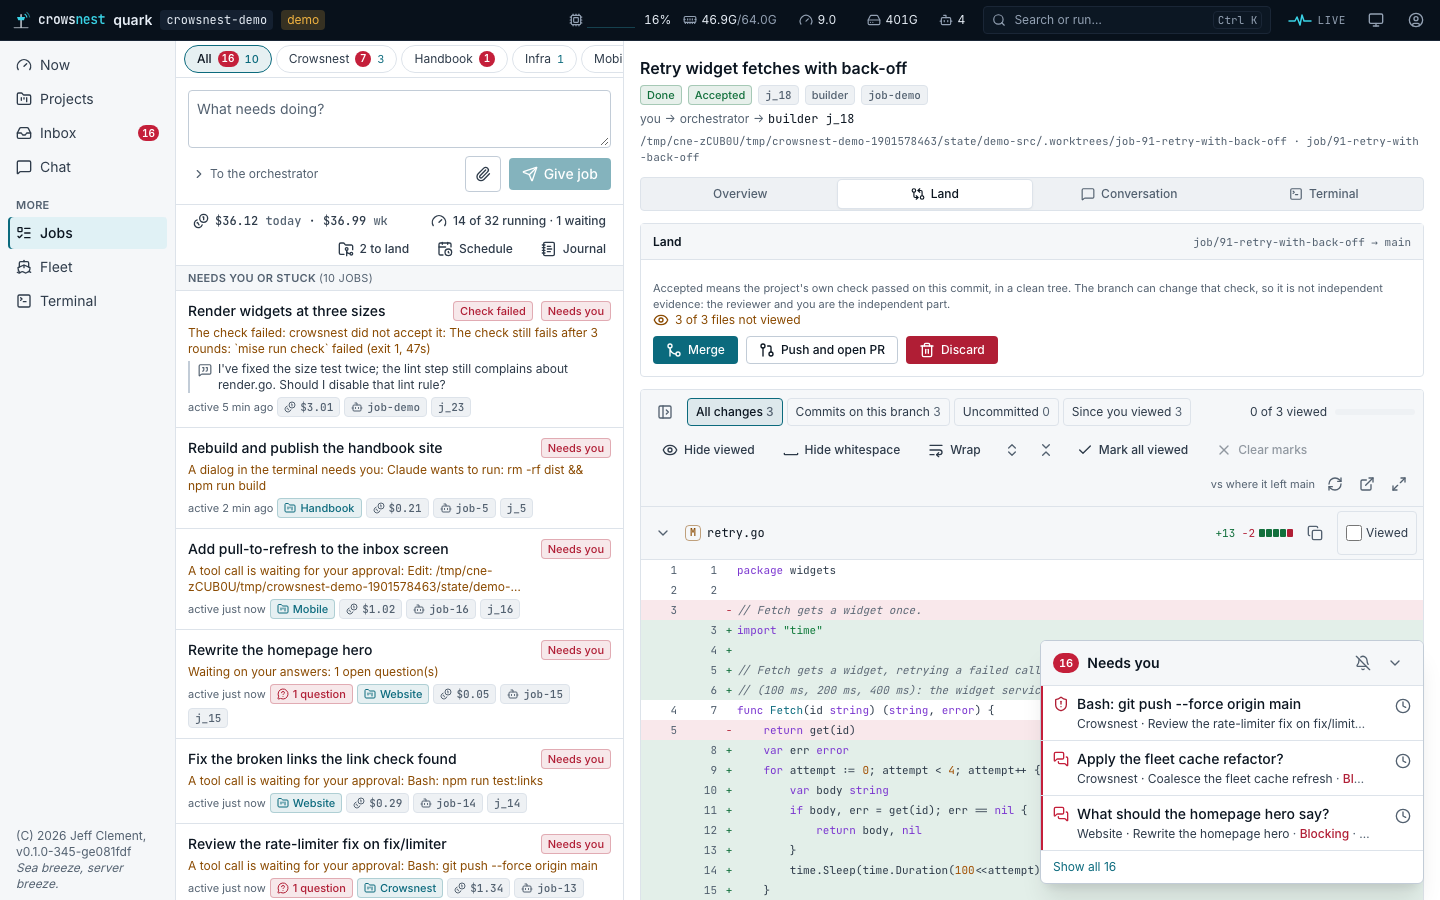 crowsnest quark crowsnest-demo demo 16% 46.9G/64.0G 9.0 401G 4 Search or run... Ctrl K LIVE
Now
Projects
Inbox 16
Chat
MORE
Jobs
Fleet
Terminal
(C) 2026 Jeff Clement,
v0.1.0-345-ge081fdf
Sea breeze, server
breeze.
All 16 10 Crowsnest 7 3 Handbook 1 Infra 1 Mobi
What needs doing?
To the orchestrator Give job
$36.12 today · $36.99 wk 14 of 32 running · 1 waiting
2 to land Schedule Journal
NEEDS YOU OR STUCK (10 JOBS)
Render widgets at three sizes Check failed Needs you
The check failed: crowsnest did not accept it: The check still fails after 3
rounds: `mise run check` failed (exit 1, 47s)
I've fixed the size test twice; the lint step still complains about
render.go. Should I disable that lint rule?
active 5 min ago $3.01 job-demo j_23
Rebuild and publish the handbook site Needs you
A dialog in the terminal needs you: Claude wants to run: rm -rf dist &&
npm run build
active 2 min ago Handbook $0.21 job-5 j_5
Add pull-to-refresh to the inbox screen Needs you
A tool call is waiting for your approval: Edit: /tmp/cne-
zCUB0U/tmp/crowsnest-demo-1901578463/state/demo-...
active just now Mobile $1.02 job-16 j_16
Rewrite the homepage hero Needs you
Waiting on your answers: 1 open question(s)
active just now 1 question Website $0.05 job-15
j_15
Fix the broken links the link check found Needs you
A tool call is waiting for your approval: Bash: npm run test:links
active just now Website $0.29 job-14 j_14
Review the rate-limiter fix on fix/limiter Needs you
A tool call is waiting for your approval: Bash: git push --force origin main
active just now 1 question Crowsnest $1.34 job-13
Retry widget fetches with back-off
Done Accepted j_18 builder job-demo
you → orchestrator → builder j_18
/tmp/cne-zCUB0U/tmp/crowsnest-demo-1901578463/state/demo-src/.worktrees/job-91-retry-with-back-off · job/91-retry-with
-back-off
Overview Land Conversation Terminal
Land job/91-retry-with-back-off → main
Accepted means the project's own check passed on this commit, in a clean tree. The branch can change that check, so it is not independent
evidence: the reviewer and you are the independent part.
3 of 3 files not viewed
Merge Push and open PR Discard
All changes 3 Commits on this branch 3 Uncommitted 0 Since you viewed 3 0 of 3 viewed
Hide viewed Hide whitespace Wrap Mark all viewed Clear marks
vs where it left main
M retry.go +13 -2 Viewed
1 1 package widgets
2 2
3 - // Fetch gets a widget once.
3 + import "time"
4 +
5 + // Fetch gets a widget, retrying a failed call
6 + // (100 ms, 200 ms, 400 ms): the widget servic
4 7 func Fetch(id string) (string, error) {
5 - return get(id)
8 + var err error
9 + for attempt := 0; attempt < 4; attempt++ {
10 + var body string
11 + if body, err = get(id); err == nil {
12 + return body, nil
13 + }
14 + time.Sleep(time.Duration(100<<attempt)
15 + }
16 Needs you
Bash: git push --force origin main
Crowsnest · Review the rate-limiter fix on fix/limit...
Apply the fleet cache refactor?
Crowsnest · Coalesce the fleet cache refresh · Bl...
What should the homepage hero say?
Website · Rewrite the homepage hero · Blocking · ...
Show all 16